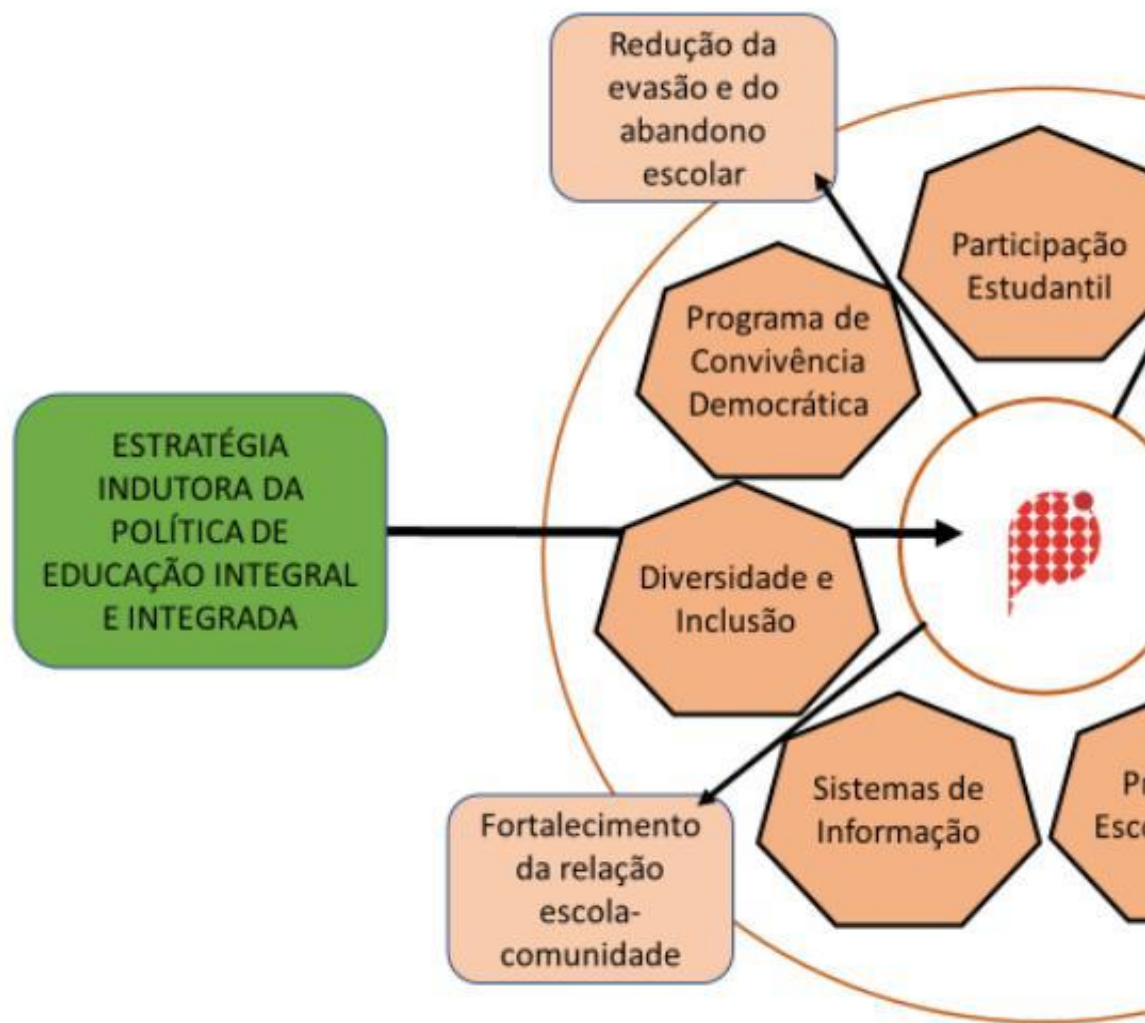 Redução da
evasão e do
abandono
escolar
Participação
Estudantil
Programa de
Convivência
Democrática
ESTRATÉGIA
INDUTORA DA
POLÍTICA DE
EDUCAÇÃO INTEGRAL
E INTEGRADA
Diversidade e
Inclusão
Sistemas de
Informação
Fortalecimento
da relação
escola-
comunidade